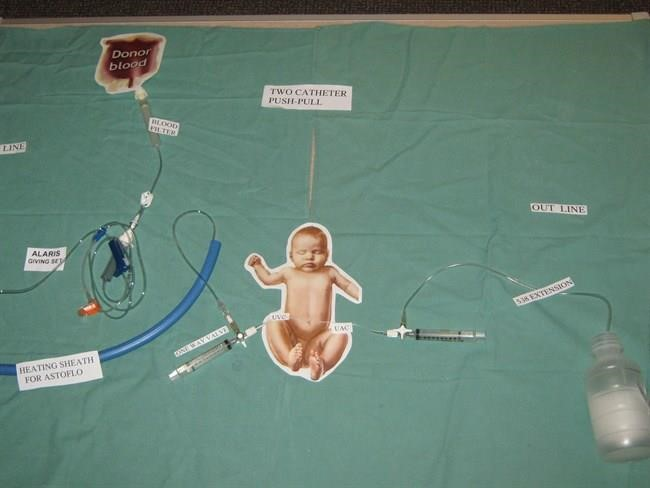 Donor
blood
TWO CATHETER
PUSH-PULL
BLOOD
FILTER
LINE
OUT LINE
ALARIS
GIVING SET
538 EXTENSION
UVC
UAC
ONE WAY VALVE
HEATING SHEATH
FOR ASTOFLO